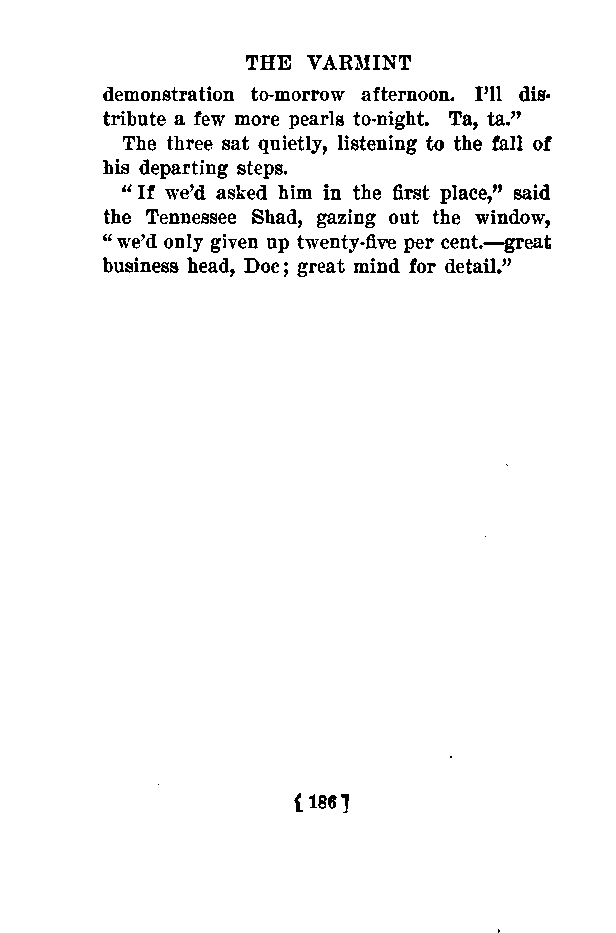 THE VARMINT
demonstration to-morrow afternoon. I'll dis-
tribute a few more pearls to-night. Ta, ta."
The three sat quietly, listening to the fall of
his departing steps.
"If we'd asked him in the first place," said
the Tennessee Shad, gazing out the window,
"we'd only given up twenty-five per cent.—great
business head, Doc; great mind for detail."
[186]